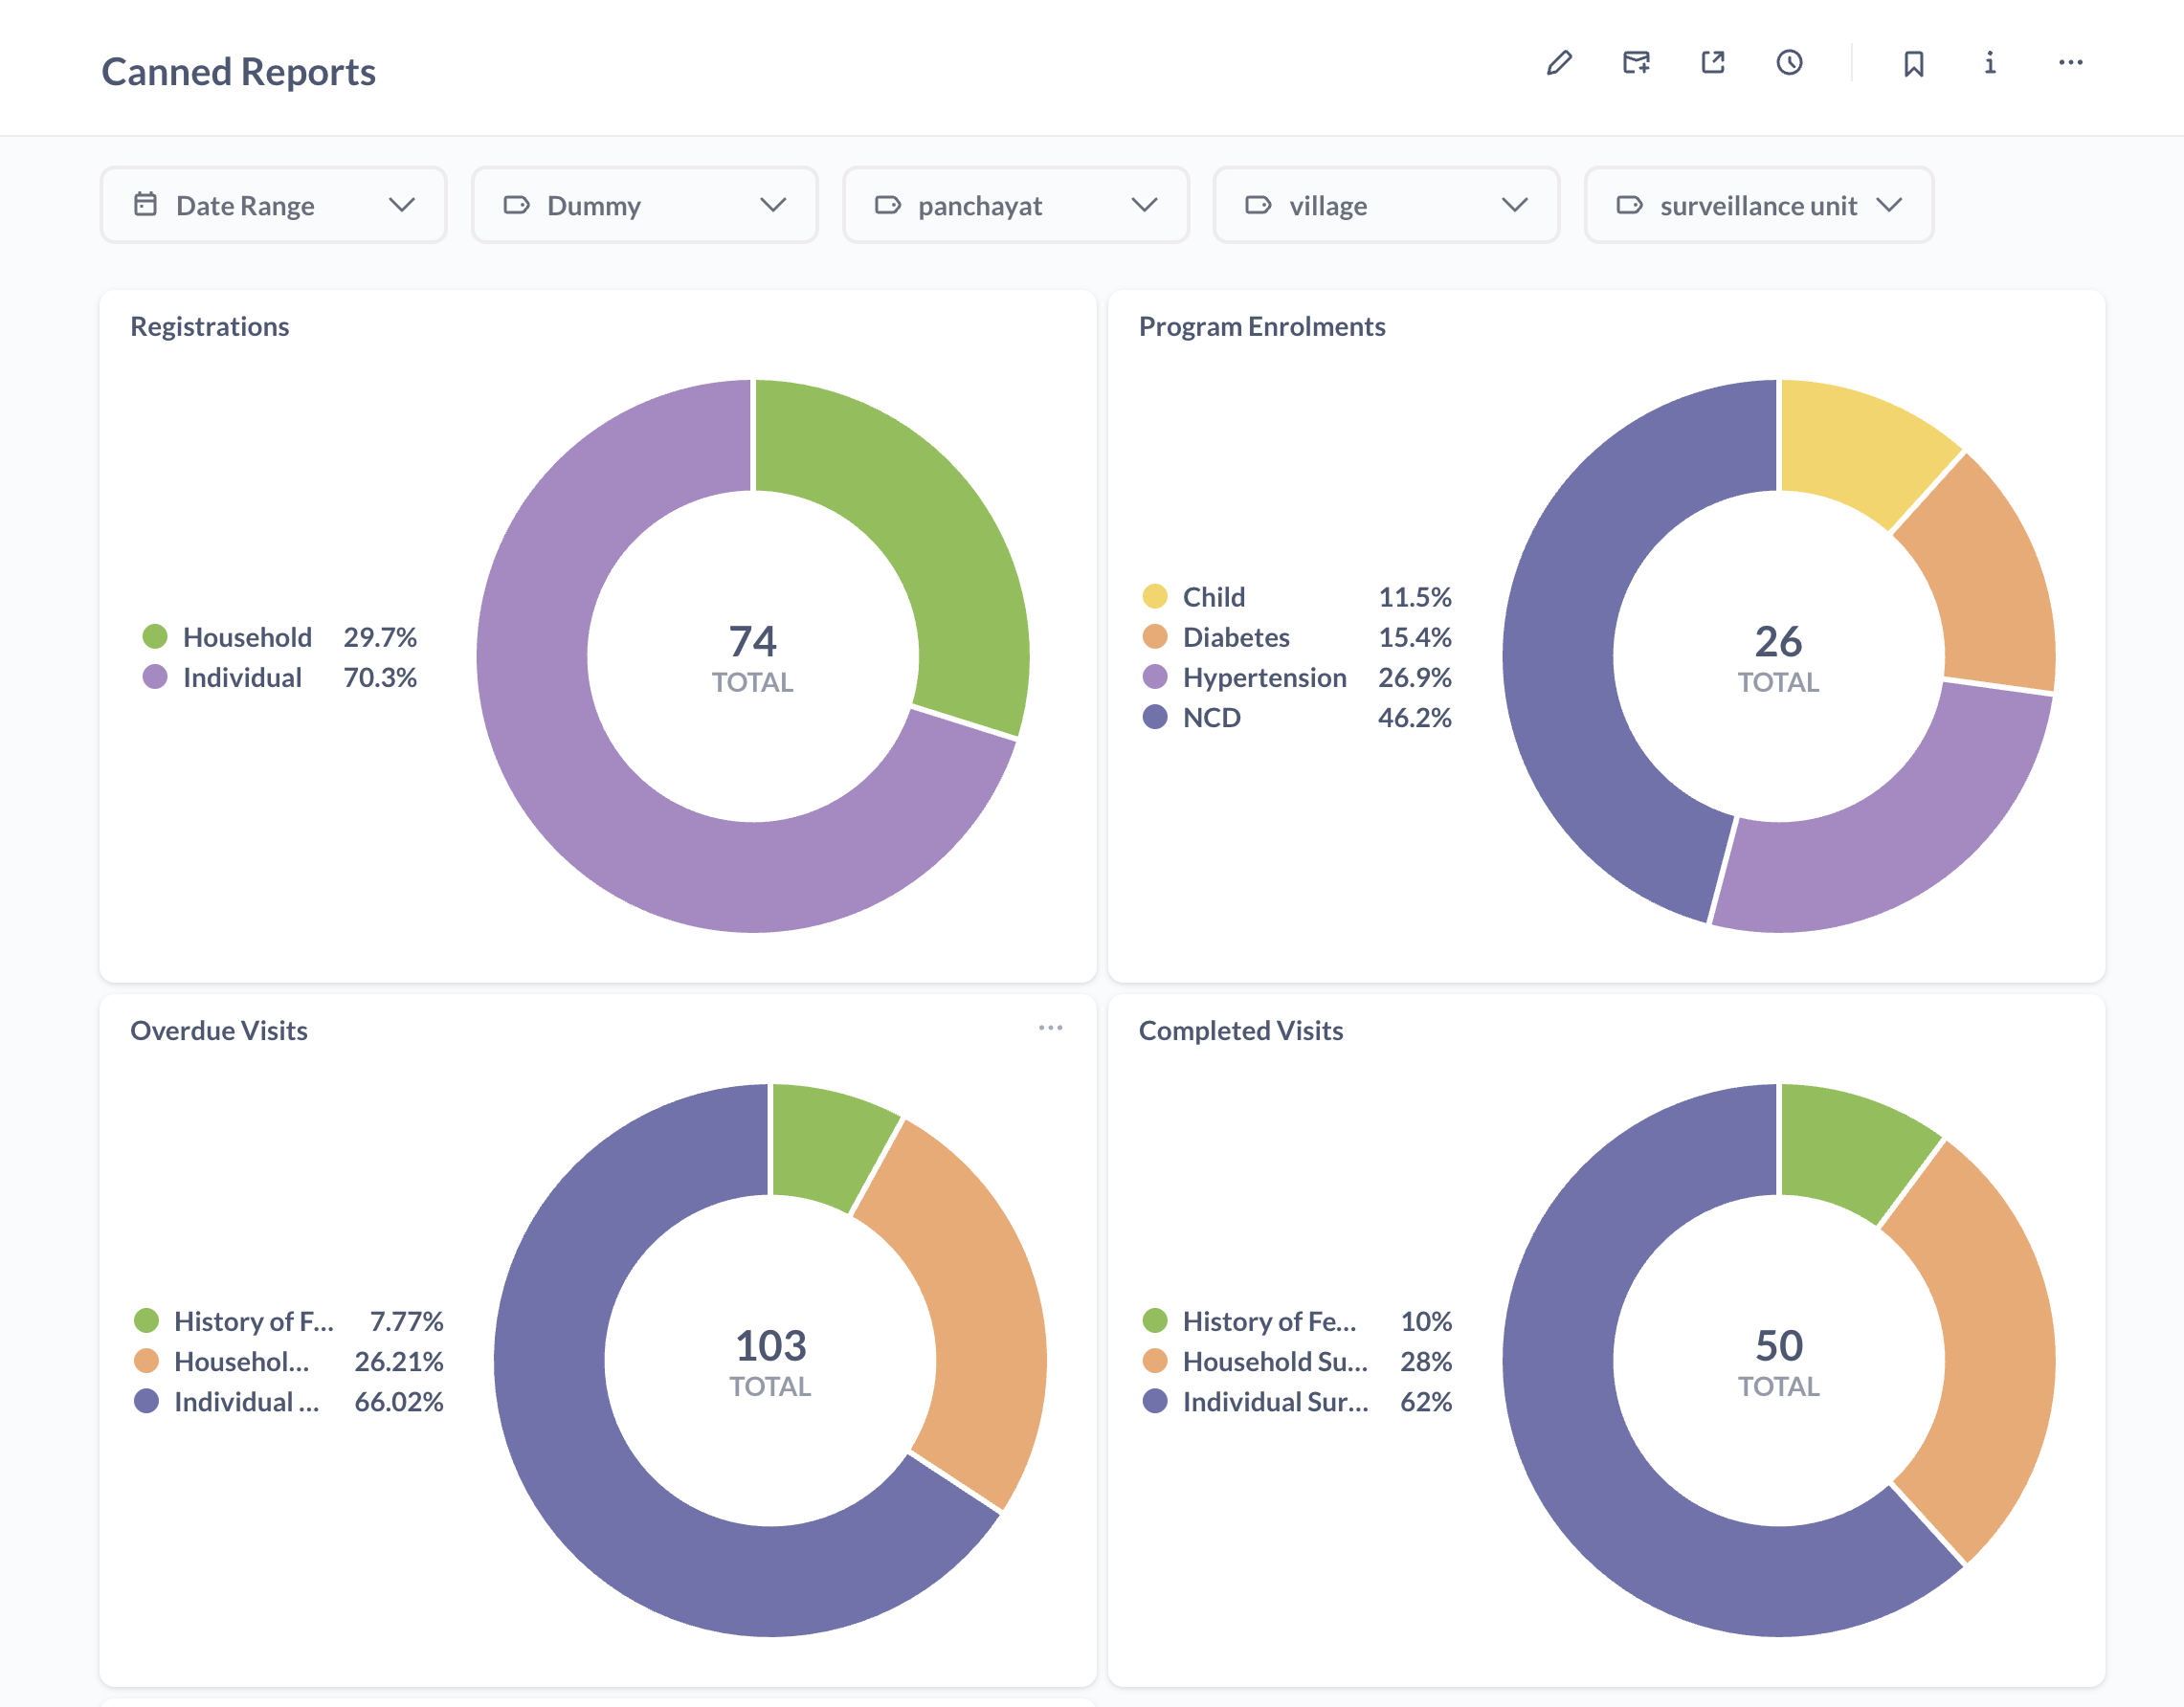 Canned Reports
Date Range
Dummy
panchayat
village
surveillance unit
Registrations
Household 29.7%
Individual 70.3%
74
TOTAL
Program Enrolments
Child 11.5%
Diabetes 15.4%
Hypertension 26.9%
NCD 46.2%
26
TOTAL
Overdue Visits
History of F... 7.77%
Househol... 26.21%
Individual ... 66.02%
103
TOTAL
Completed Visits
History of Fe... 10%
Household Su... 28%
Individual Sur... 62%
50
TOTAL